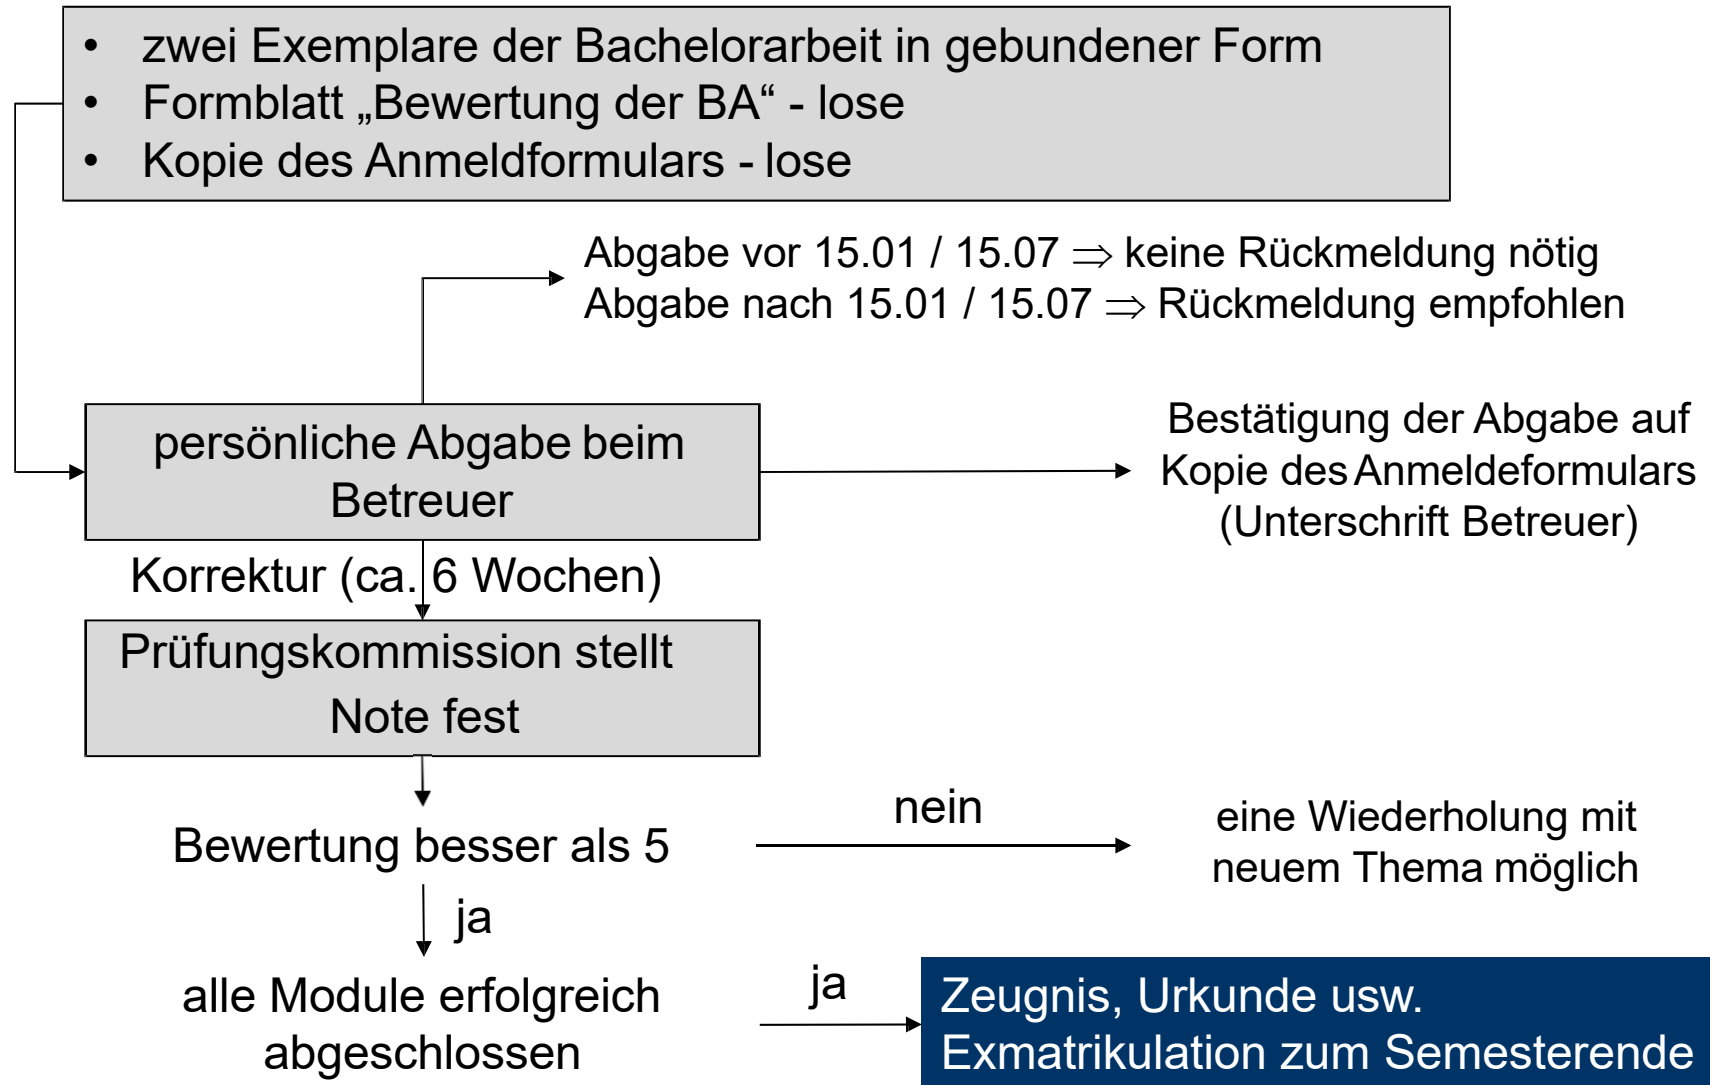 • zwei Exemplare der Bachelorarbeit in gebundener Form
• Formblatt „Bewertung der BA“ - lose
• Kopie des Anmeldformulars - lose
Abgabe vor 15.01 / 15.07 ⇒ keine Rückmeldung nötig
Abgabe nach 15.01 / 15.07 ⇒ Rückmeldung empfohlen
persönliche Abgabe beim
Betreuer
Bestätigung der Abgabe auf
Kopie des Anmeldeformulars
(Unterschrift Betreuer)
Korrektur (ca. 6 Wochen)
Prüfungskommission stellt
Note fest
Bewertung besser als 5
nein
eine Wiederholung mit
neuem Thema möglich
ja
alle Module erfolgreich
abgeschlossen
ja
Zeugnis, Urkunde usw.
Exmatrikulation zum Semesterende